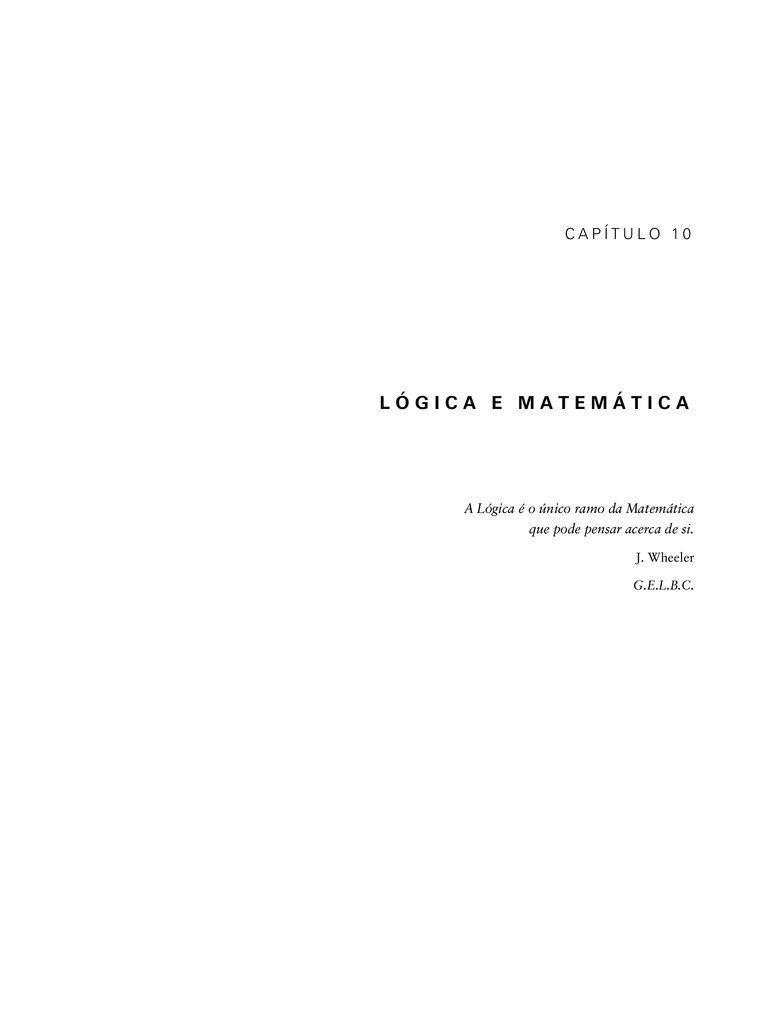 CAPÍTULO 10
LÓGICA E MATEMÁTICA
A Lógica é o único ramo da Matemática
que pode pensar acerca de si.
J. Wheeler
G.E.L.B.C.